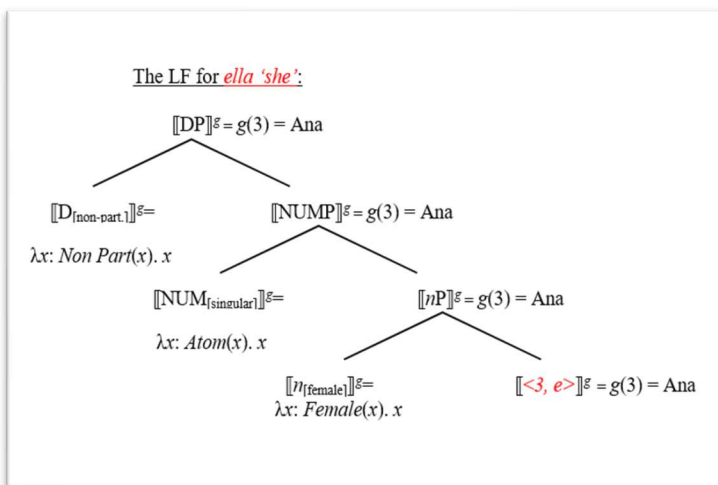 The LF for ella ‘she’:
⟦DP⟧ᵍ = g(3) = Ana
⟦D[non-part.]⟧ᵍ=
λx: Non Part(x). x
⟦NUMP⟧ᵍ = g(3) = Ana
⟦NUM[singular]⟧ᵍ=
λx: Atom(x). x
⟦nP⟧ᵍ = g(3) = Ana
⟦n[female]⟧ᵍ=
λx: Female(x). x
⟦<3, e>⟧ᵍ = g(3) = Ana